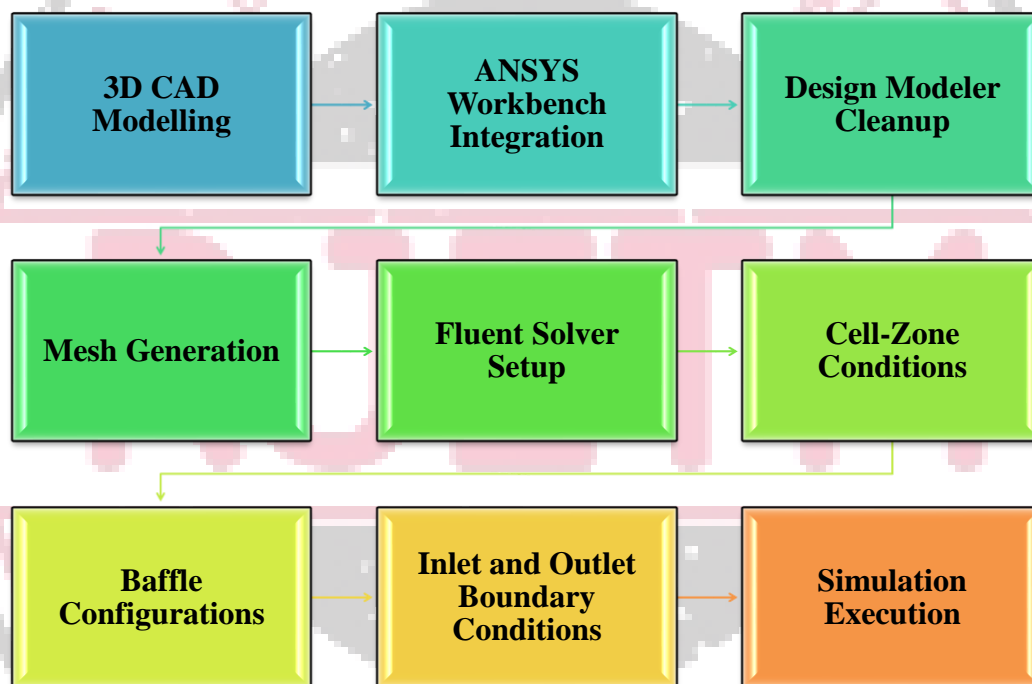 3D CAD
Modelling
ANSYS
Workbench
Integration
Design Modeler
Cleanup
Mesh Generation
Fluent Solver
Setup
Cell-Zone
Conditions
Baffle
Configurations
Inlet and Outlet
Boundary
Conditions
Simulation
Execution